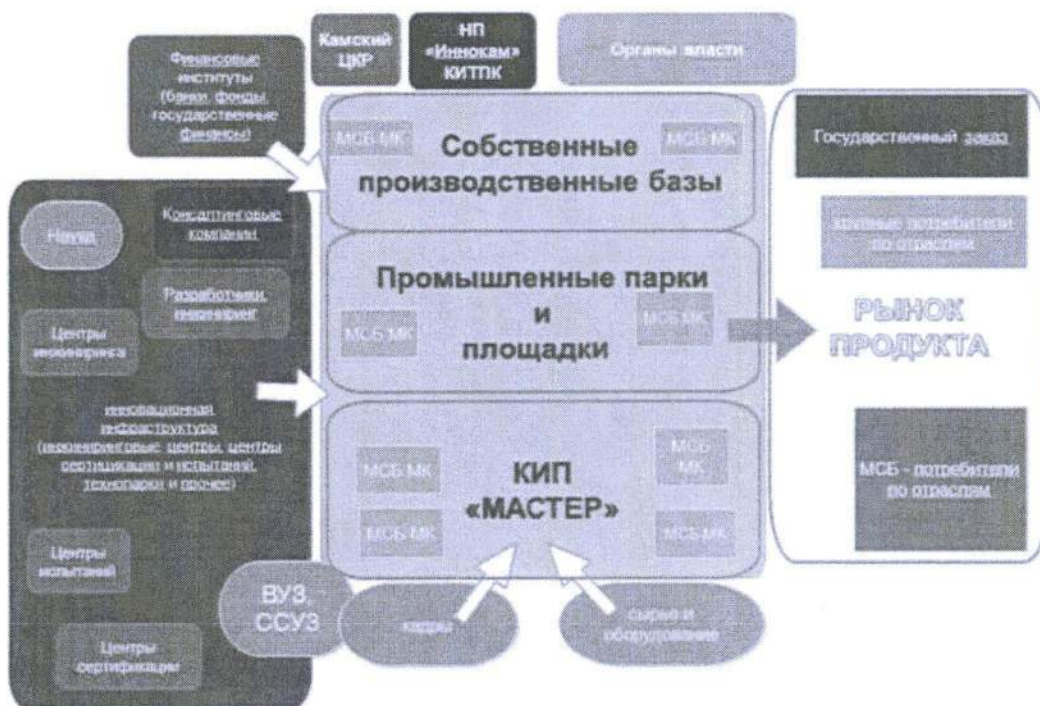 Камский
ЦКР
НП
«Иннокам»
КИТПК
Органы власти
Финансовые
институты
(банки, фонды,
государственные
финансы)
МСБ МК
МСБ МК
Собственные
производственные базы
Государственный заказ
Наука
Консалтинговые
компании
крупные потребители
по отраслям
Разработчики,
инжиниринг
Промышленные парки
и
площадки
МСБ МК
МСБ МК
Центры
инжиниринга
РЫНОК
ПРОДУКТА
инновационная
инфраструктура
(инжиниринговые центры, центры
сертицикации и испытаний,
технопарки и прочее)
МСБ МК
МСБ
МК
КИП
«МАСТЕР»
МСБ МК
МСБ МК
МСБ - потребители
по отраслям
Центры
испытаний
ВУЗ,
ССУЗ
кадры
сырье и
оборудование
Центры
сертификации